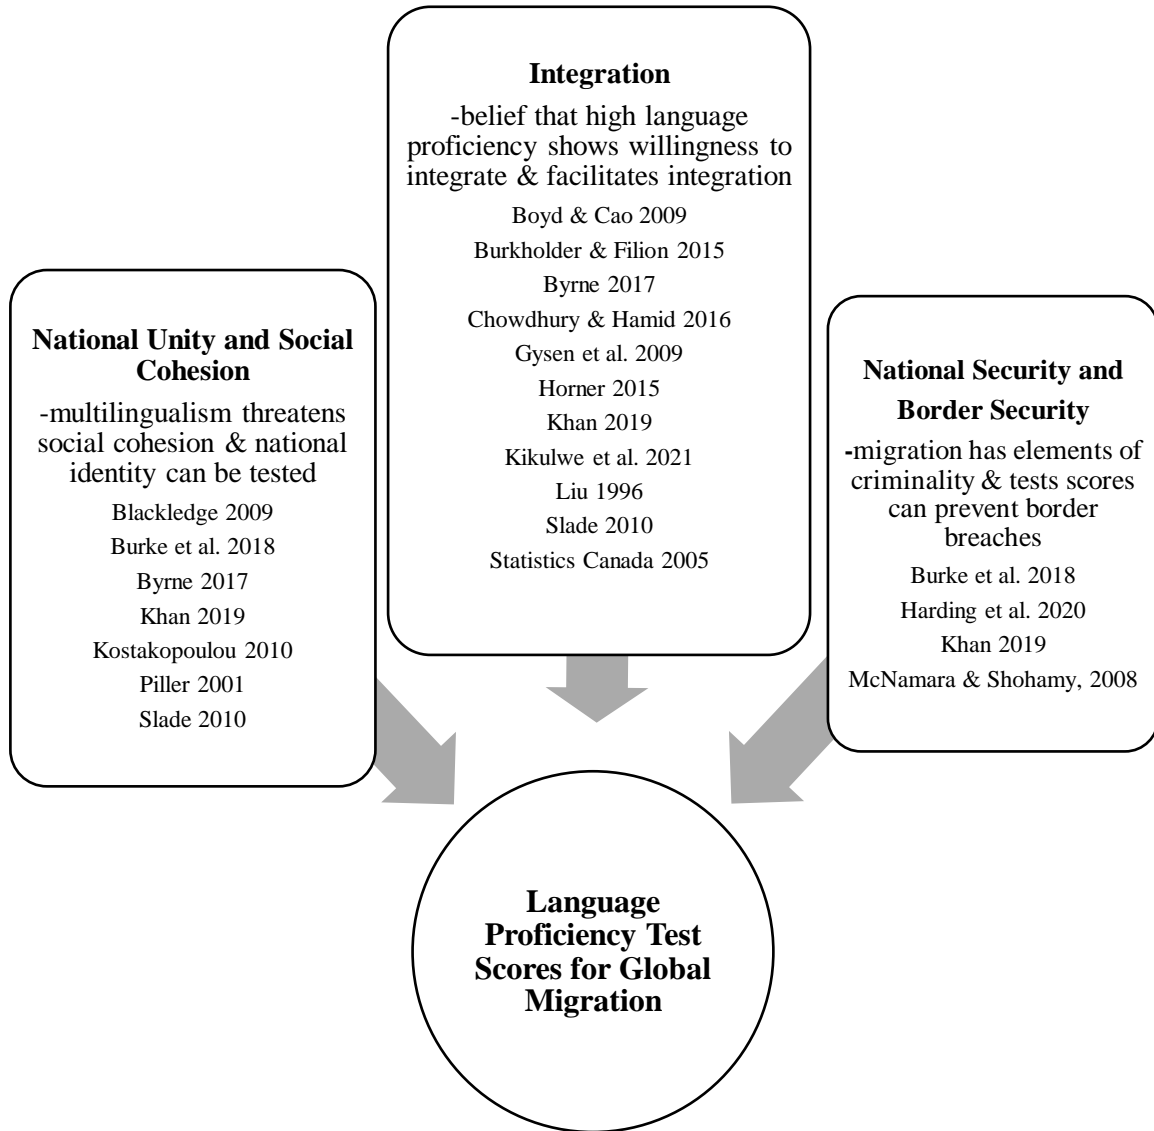 Integration
-belief that high language
proficiency shows willingness to
integrate & facilitates integration
Boyd & Cao 2009
Burkholder & Filion 2015
Byrne 2017
Chowdhury & Hamid 2016
Gysen et al. 2009
Horner 2015
Khan 2019
Kikulwe et al. 2021
Liu 1996
Slade 2010
Statistics Canada 2005
National Unity and Social
Cohesion
-multilingualism threatens
social cohesion & national
identity can be tested
Blackledge 2009
Burke et al. 2018
Byrne 2017
Khan 2019
Kostakopoulou 2010
Piller 2001
Slade 2010
National Security and
Border Security
-migration has elements of
criminality & tests scores
can prevent border
breaches
Burke et al. 2018
Harding et al. 2020
Khan 2019
McNamara & Shohamy, 2008
Language
Proficiency Test
Scores for Global
Migration